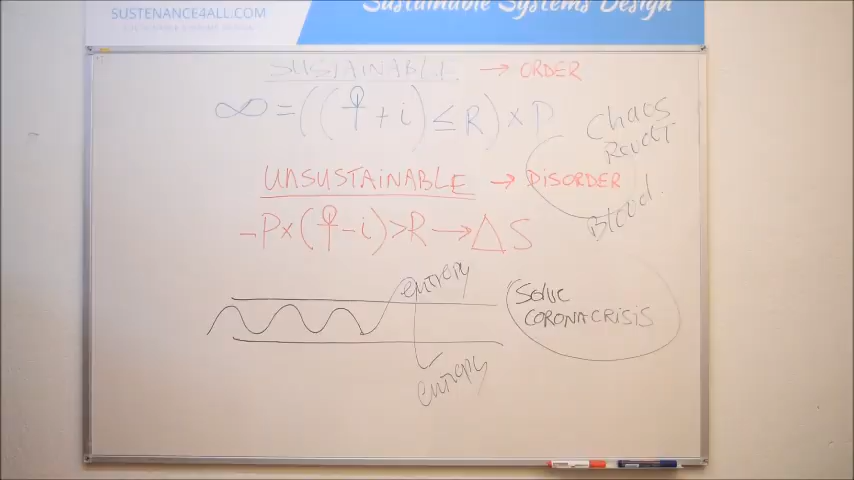 SUSTENANCE4ALL.COM
Sustainable Systems Design
SUSTAINABLE → ORDER
∞ = ((♀ + i) ≤ R) × P
Chaos
Revolt
UNSUSTAINABLE → DISORDER
-P×(♀-i)>R→ΔS
Blood.
entropy
Solve
CORONACRISIS
entropy